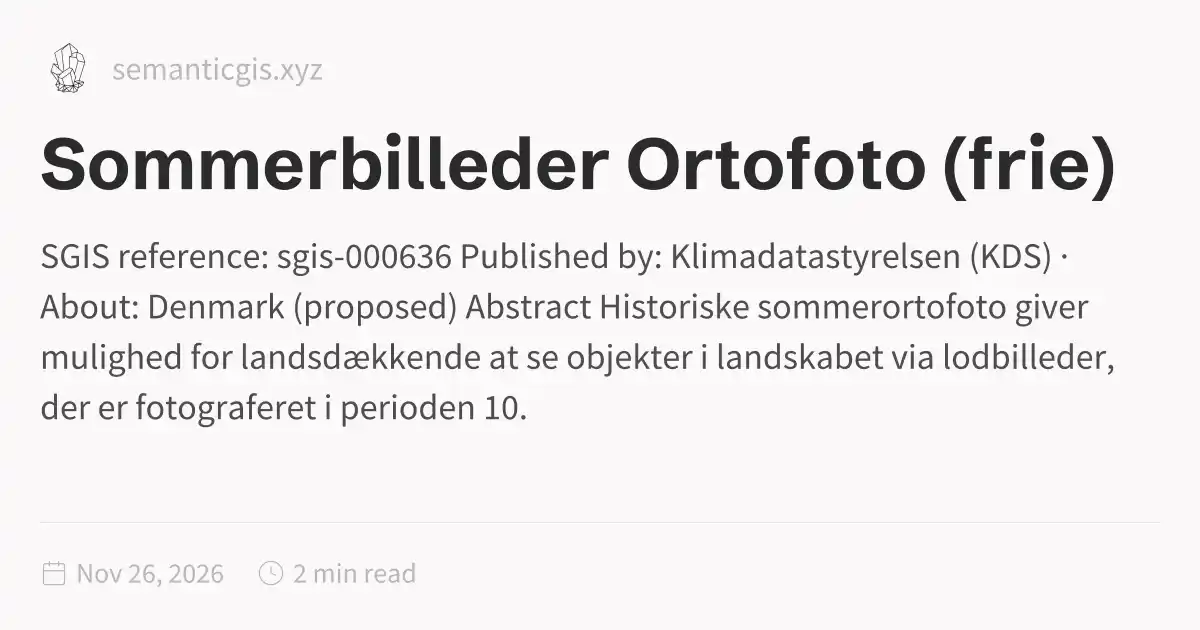 semanticgis.xyz
Sommerbilleder Ortofoto (frie)
SGIS reference: sgis-000636 Published by: Klimadatastyrelsen (KDS) ·
About: Denmark (proposed) Abstract Historiske sommerortofoto giver
mulighed for landsdækkende at se objekter i landskabet via lodbilleder,
der er fotograferet i perioden 10.
Nov 26, 2026 2 min read